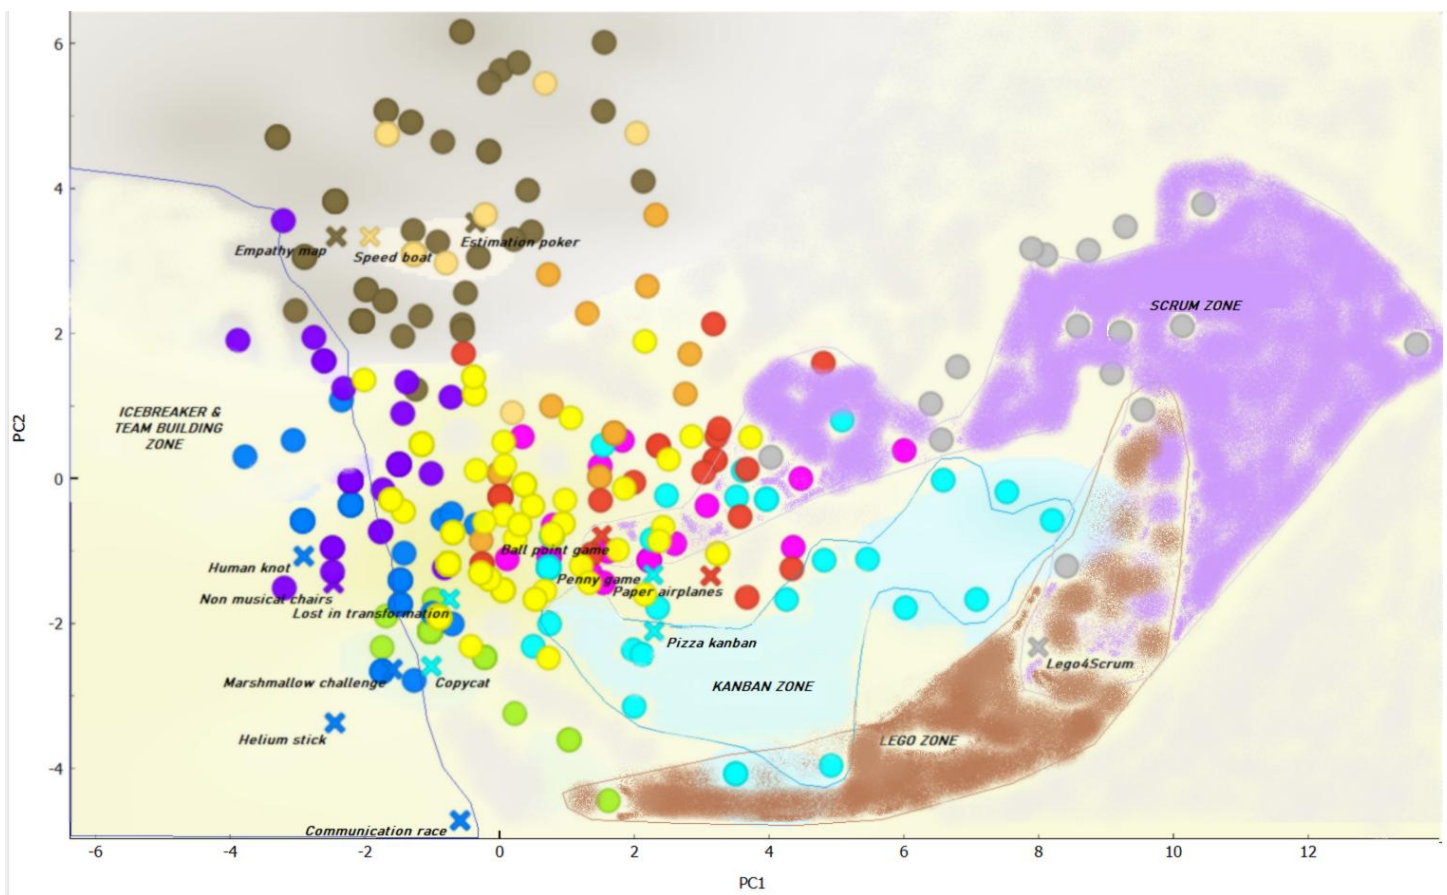 6
4
2
0
-2
-4
PC2
Empathy map
Estimation poker
Speed boat
SCRUM ZONE
ICEBREAKER &
TEAM BUILDING
ZONE
Ball point game
Human knot
Penny game
Paper airplanes
Non musical chairs
Lost in transformation
Pizza kanban
Lego4Scrum
Marshmallow challenge
Copycat
KANBAN ZONE
Helium stick
LEGO ZONE
Communication race
-6
-4
-2
0
2
4
6
8
10
12
14
PC1